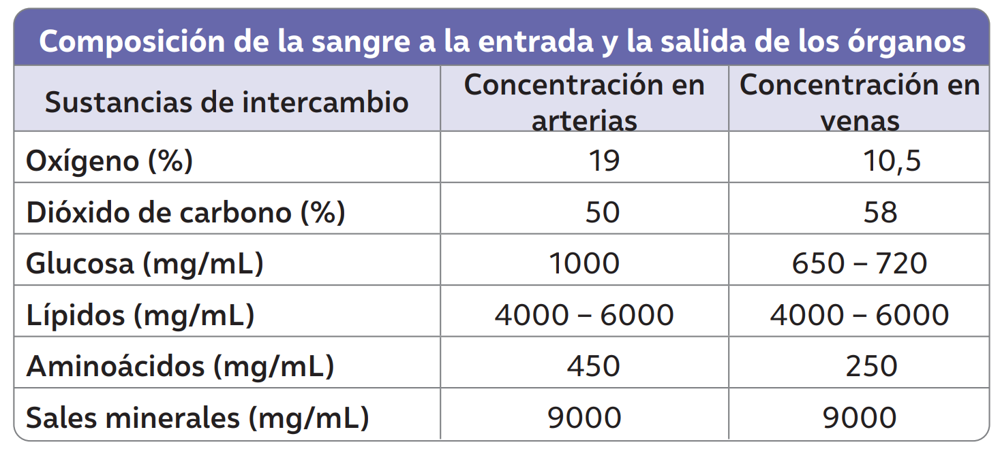 Composición de la sangre a la entrada y la salida de los órganos
Sustancias de intercambio
Concentración en
arterias
Concentración en
venas
Oxígeno (%) 19 10,5
Dióxido de carbono (%) 50 58
Glucosa (mg/mL) 1000 650 – 720
Lípidos (mg/mL) 4000 – 6000 4000 – 6000
Aminoácidos (mg/mL) 450 250
Sales minerales (mg/mL) 9000 9000